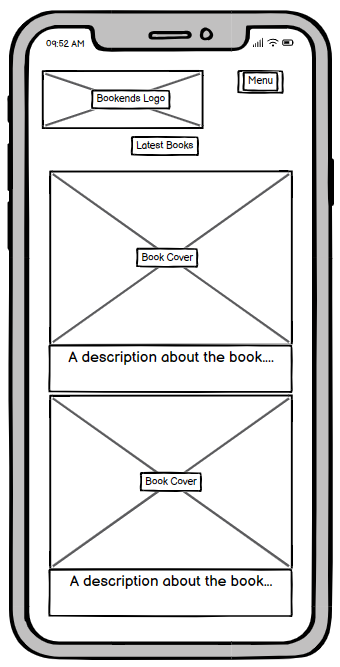 09:52 AM
Bookends Logo
Menu
Latest Books
Book Cover
A description about the book....
Book Cover
A description about the book...